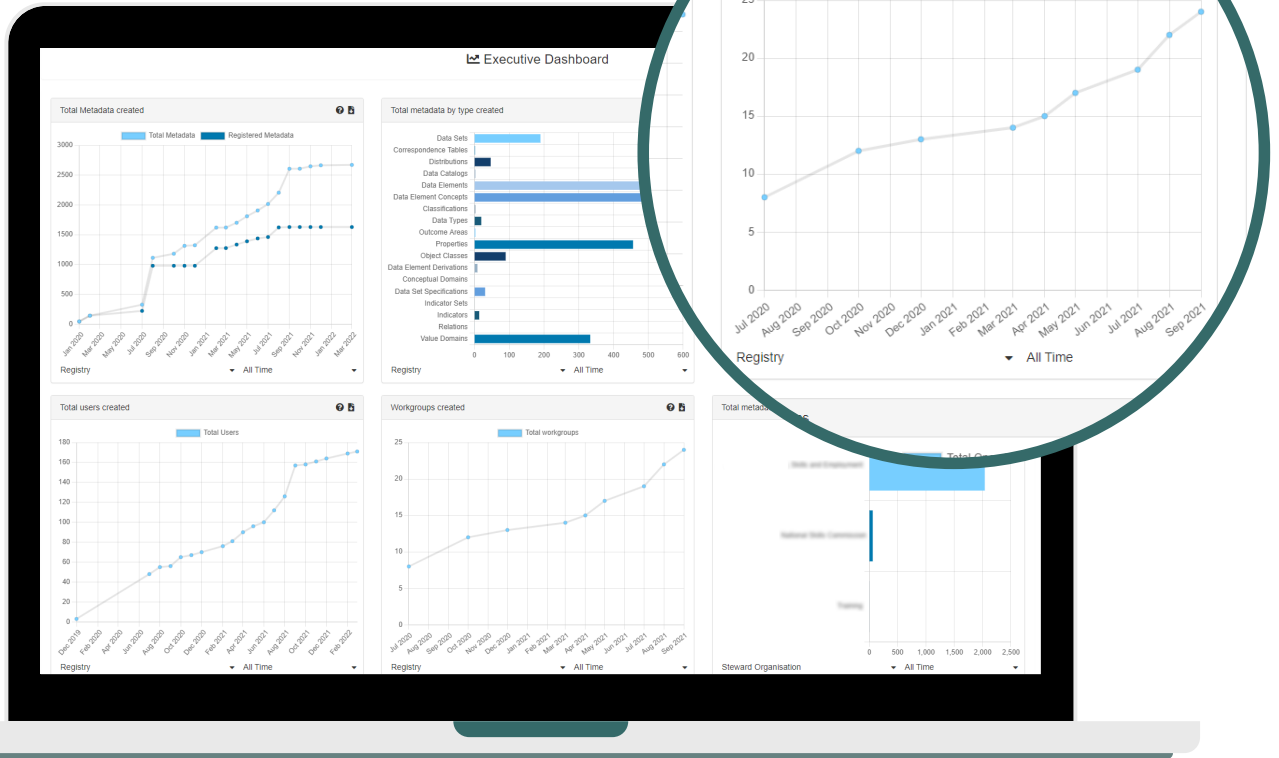 Executive Dashboard
Total Metadata created
Total Metadata Registered Metadata
3000
2500
2000
1500
1000
500
0
Jan 2020
Mar 2020
May 2020
Jul 2020
Sep 2020
Nov 2020
Jan 2021
Mar 2021
May 2021
Jul 2021
Sep 2021
Nov 2021
Jan 2022
Mar 2022
Registry All Time
Total metadata by type created
Data Sets
Correspondence Tables
Distributions
Data Catalogs
Data Elements
Data Element Concepts
Classifications
Data Types
Outcome Areas
Properties
Object Classes
Data Element Derivations
Conceptual Domains
Data Set Specifications
Indicator Sets
Indicators
Relations
Value Domains
0 100 200 300 400 500 600
Registry All Time
25
20
15
10
5
0
Jul 2020
Aug 2020
Sep 2020
Oct 2020
Nov 2020
Dec 2020
Jan 2021
Feb 2021
Mar 2021
Apr 2021
May 2021
Jun 2021
Jul 2021
Aug 2021
Sep 2021
Registry All Time
Total users created
Total Users
180
160
140
120
100
80
60
40
20
0
Dec 2019
Feb 2020
Apr 2020
Jun 2020
Aug 2020
Oct 2020
Dec 2020
Feb 2021
Apr 2021
Jun 2021
Aug 2021
Oct 2021
Dec 2021
Feb 2022
Registry All Time
Workgroups created
Total workgroups
25
20
15
10
5
0
Jul 2020
Aug 2020
Sep 2020
Oct 2020
Nov 2020
Dec 2020
Jan 2021
Feb 2021
Mar 2021
Apr 2021
May 2021
Jun 2021
Jul 2021
Aug 2021
Sep 2021
Registry All Time
Total
Total
Skills and Employment
National Skills Commission
Training
0 500 1,000 1,500 2,000 2,500
Steward Organisation All Time